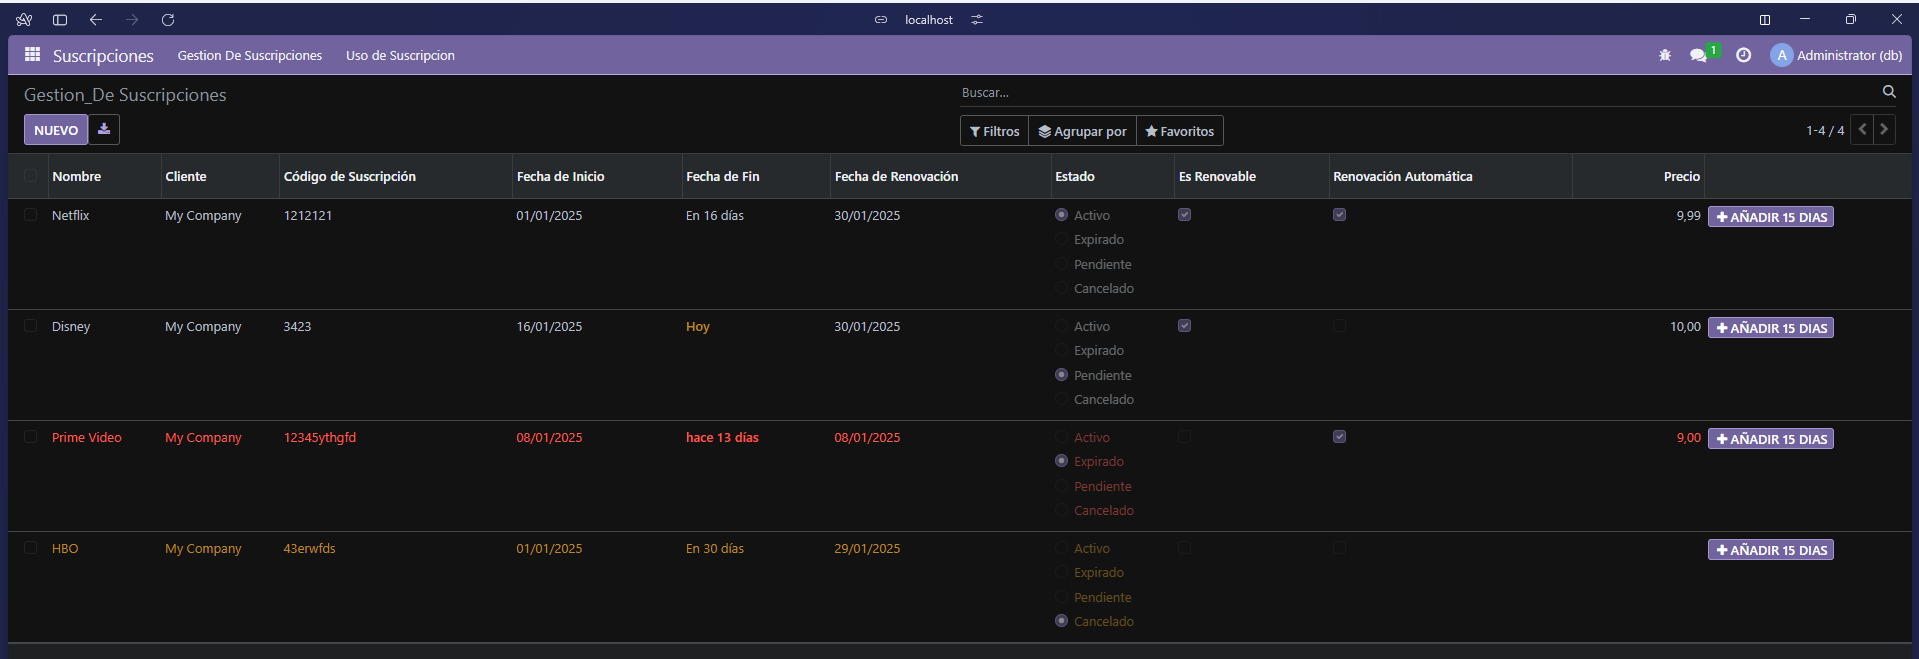 localhost
Suscripciones Gestion De Suscripciones Uso de Suscripcion 1 A Administrator (db)
Gestion_De Suscripciones Buscar...
NUEVO Filtros Agrupar por Favoritos 1-4 / 4
Nombre Cliente Código de Suscripción Fecha de Inicio Fecha de Fin Fecha de Renovación Estado Es Renovable Renovación Automática Precio
Netflix My Company 1212121 01/01/2025 En 16 días 30/01/2025 Activo 9,99 AÑADIR 15 DIAS
Expirado
Pendiente
Cancelado
Disney My Company 3423 16/01/2025 Hoy 30/01/2025 Activo 10,00 AÑADIR 15 DIAS
Expirado
Pendiente
Cancelado
Prime Video My Company 12345ythgfd 08/01/2025 hace 13 días 08/01/2025 Activo 9,00 AÑADIR 15 DIAS
Expirado
Pendiente
Cancelado
HBO My Company 43erwfds 01/01/2025 En 30 días 29/01/2025 Activo AÑADIR 15 DIAS
Expirado
Pendiente
Cancelado